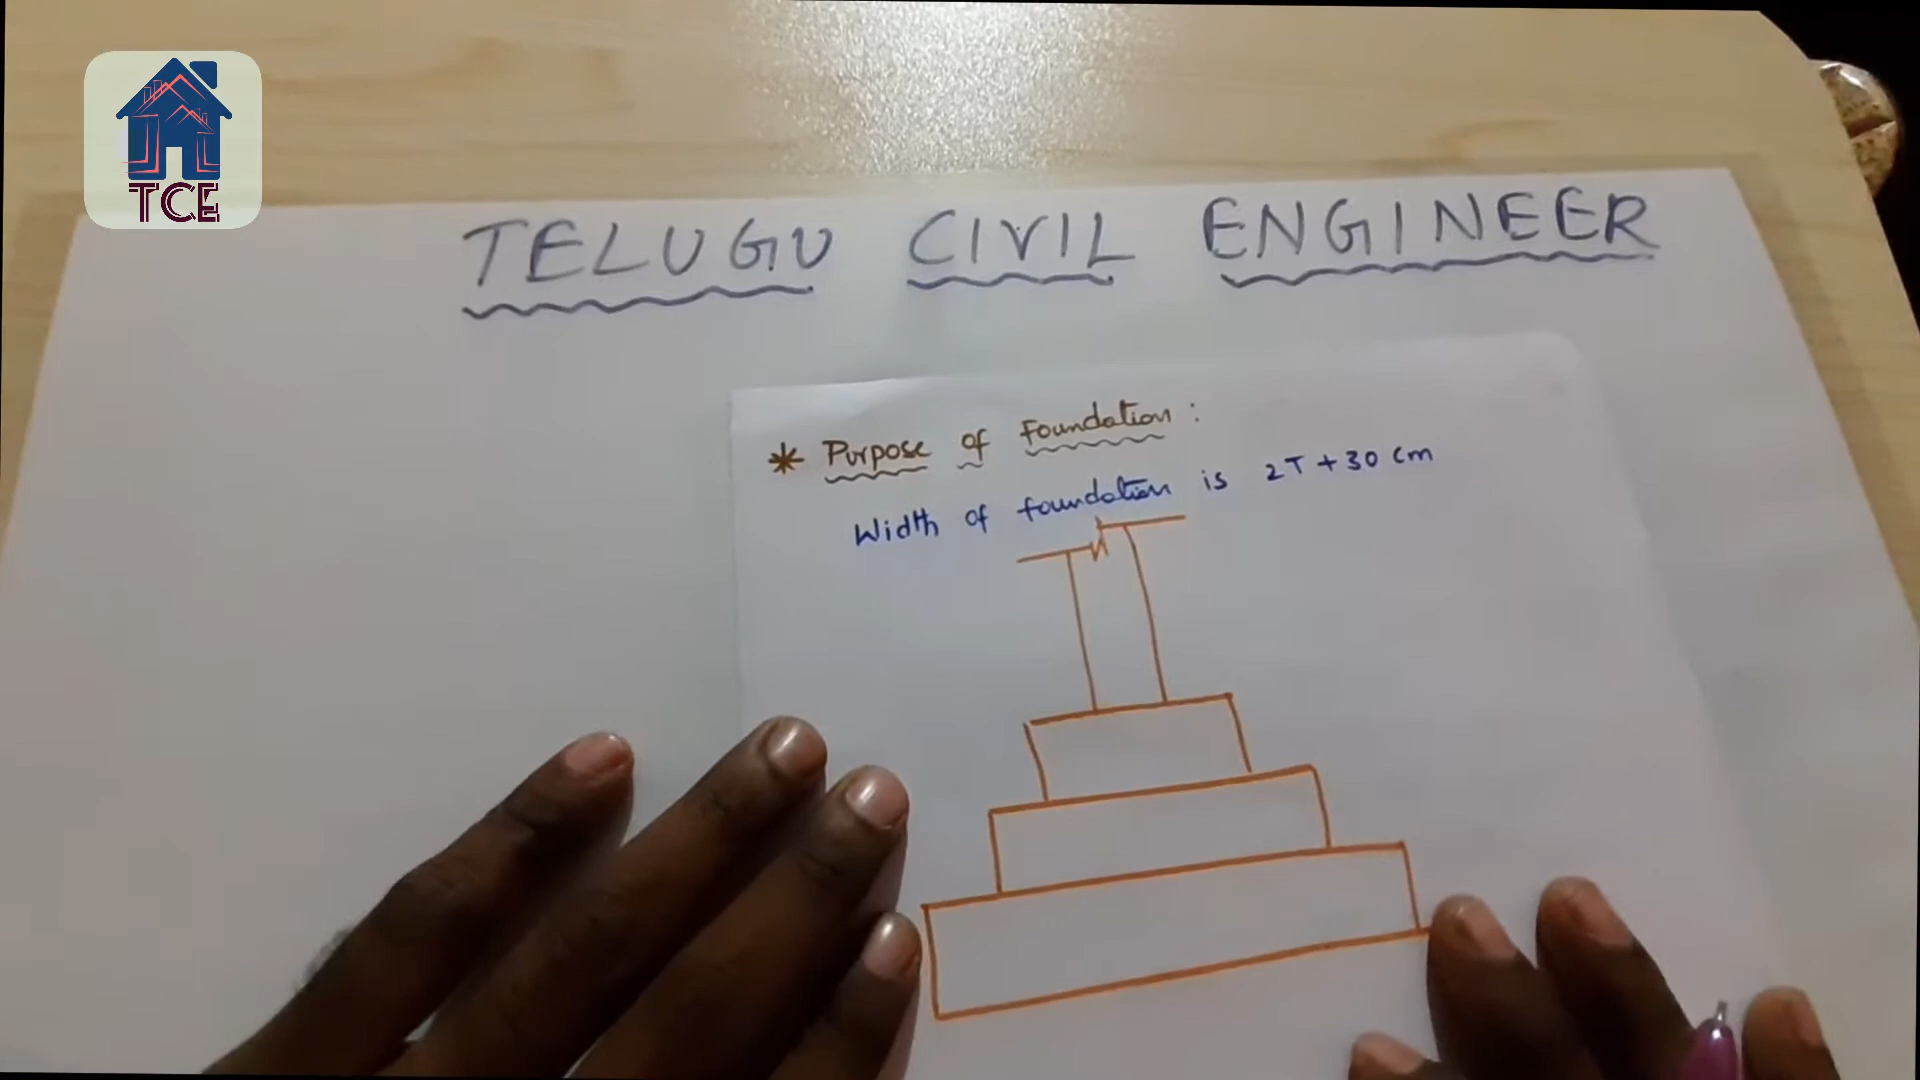 TCE
TELUGU CIVIL ENGINEER
* Purpose of Foundation :
Width of foundation is 2T + 30 cm